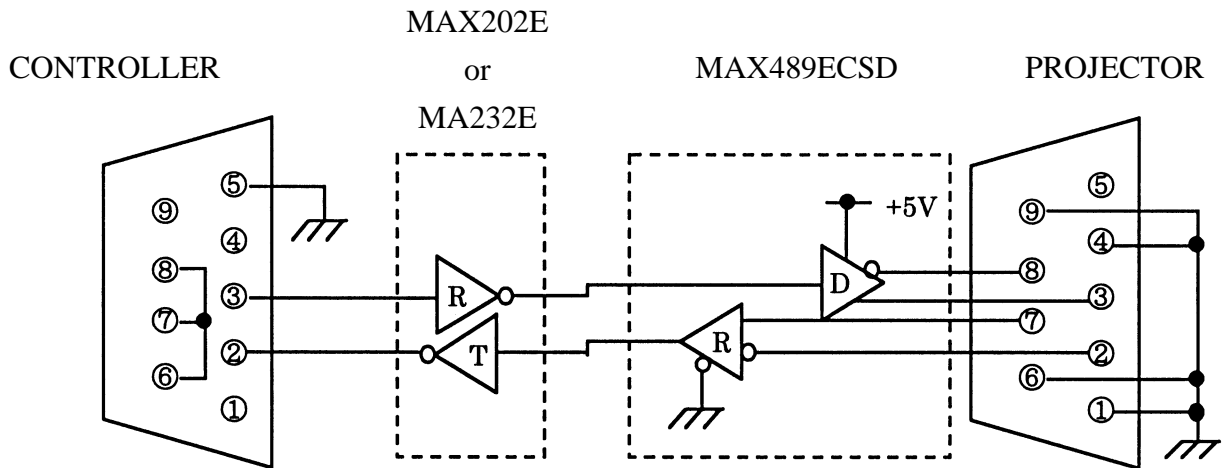 MAX202E
or
MA232E
CONTROLLER
MAX489ECSD
PROJECTOR
⑤
⑨
④
⑧
③
⑦
②
⑥
①
R
T
+5V
D
R
⑤
⑨
④
⑧
③
⑦
②
⑥
①